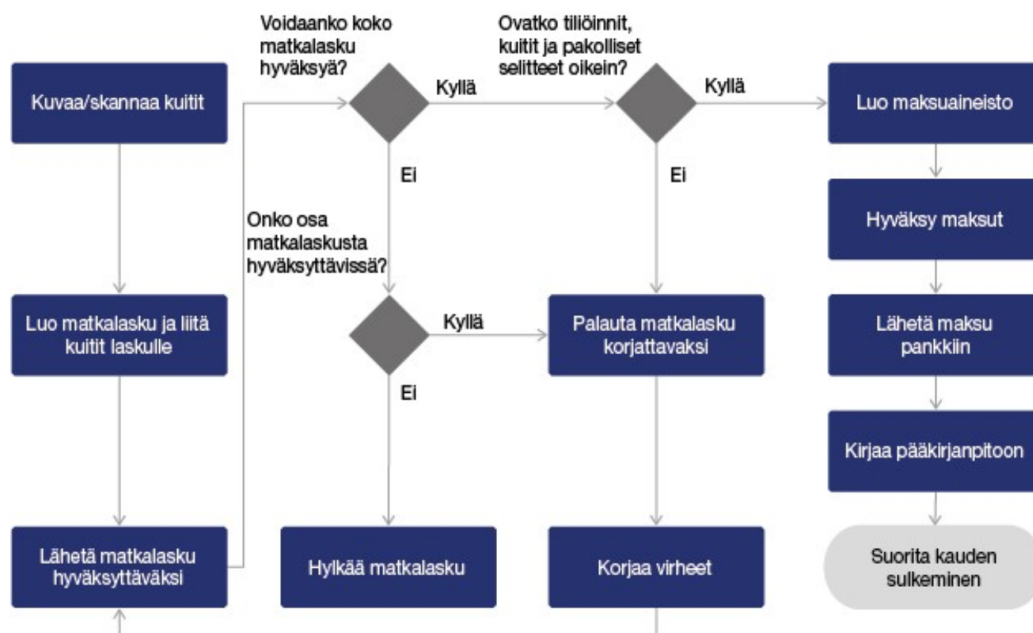 Voidaanko koko
matkalasku
hyväksyä?
Ovatko tiliöinnit,
kuitit ja pakolliset
selitteet oikein?
Kuvaa/skannaa kuitit
Kyllä
Kyllä
Luo maksuaineisto
Ei
Ei
Hyväksy maksut
Onko osa
matkalaskusta
hyväksyttävissä?
Luo matkalasku ja liitä
kuitit laskulle
Kyllä
Palauta matkalasku
korjattavaksi
Lähetä maksu
pankkiin
Ei
Kirjaa pääkirjanpitoon
Lähetä matkalasku
hyväksyttäväksi
Hylkää matkalasku
Korjaa virheet
Suorita kauden
sulkeminen